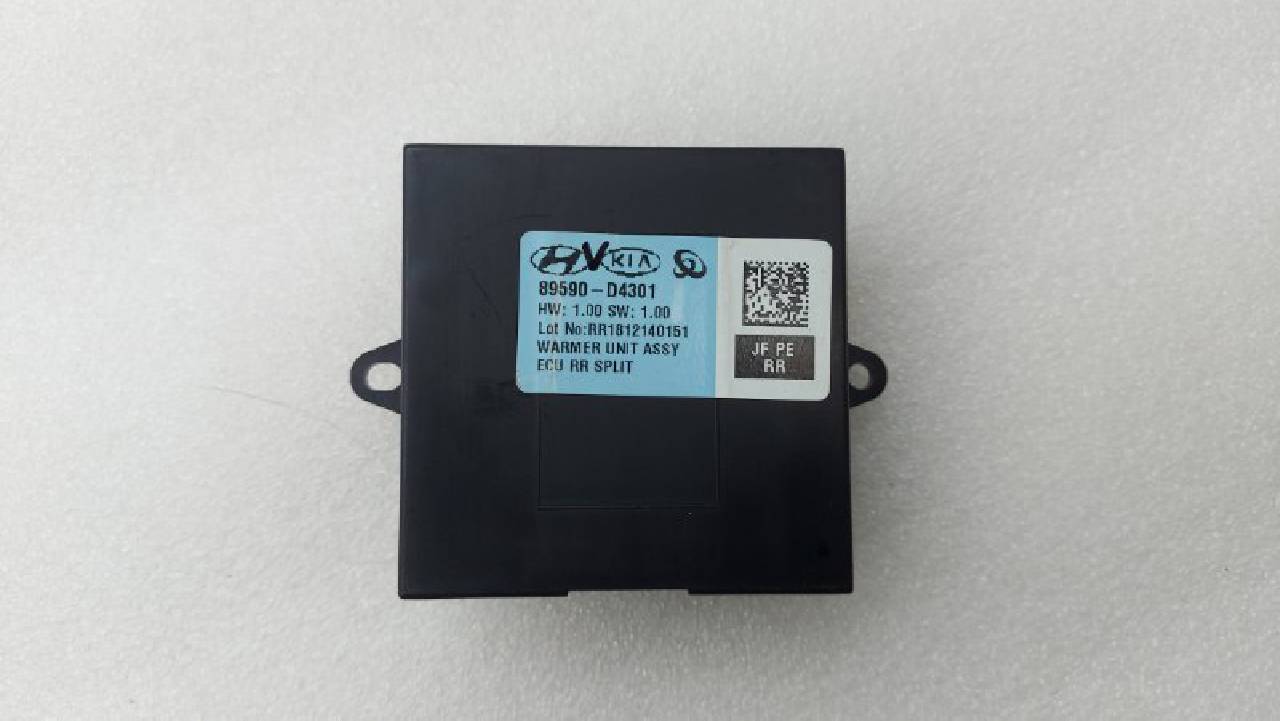 KIA
89590-D4301
HW: 1.00 SW: 1.00
Lot No:RR1812140151
WARMER UNIT ASSY
ECU RR SPLIT
JF PE
RR